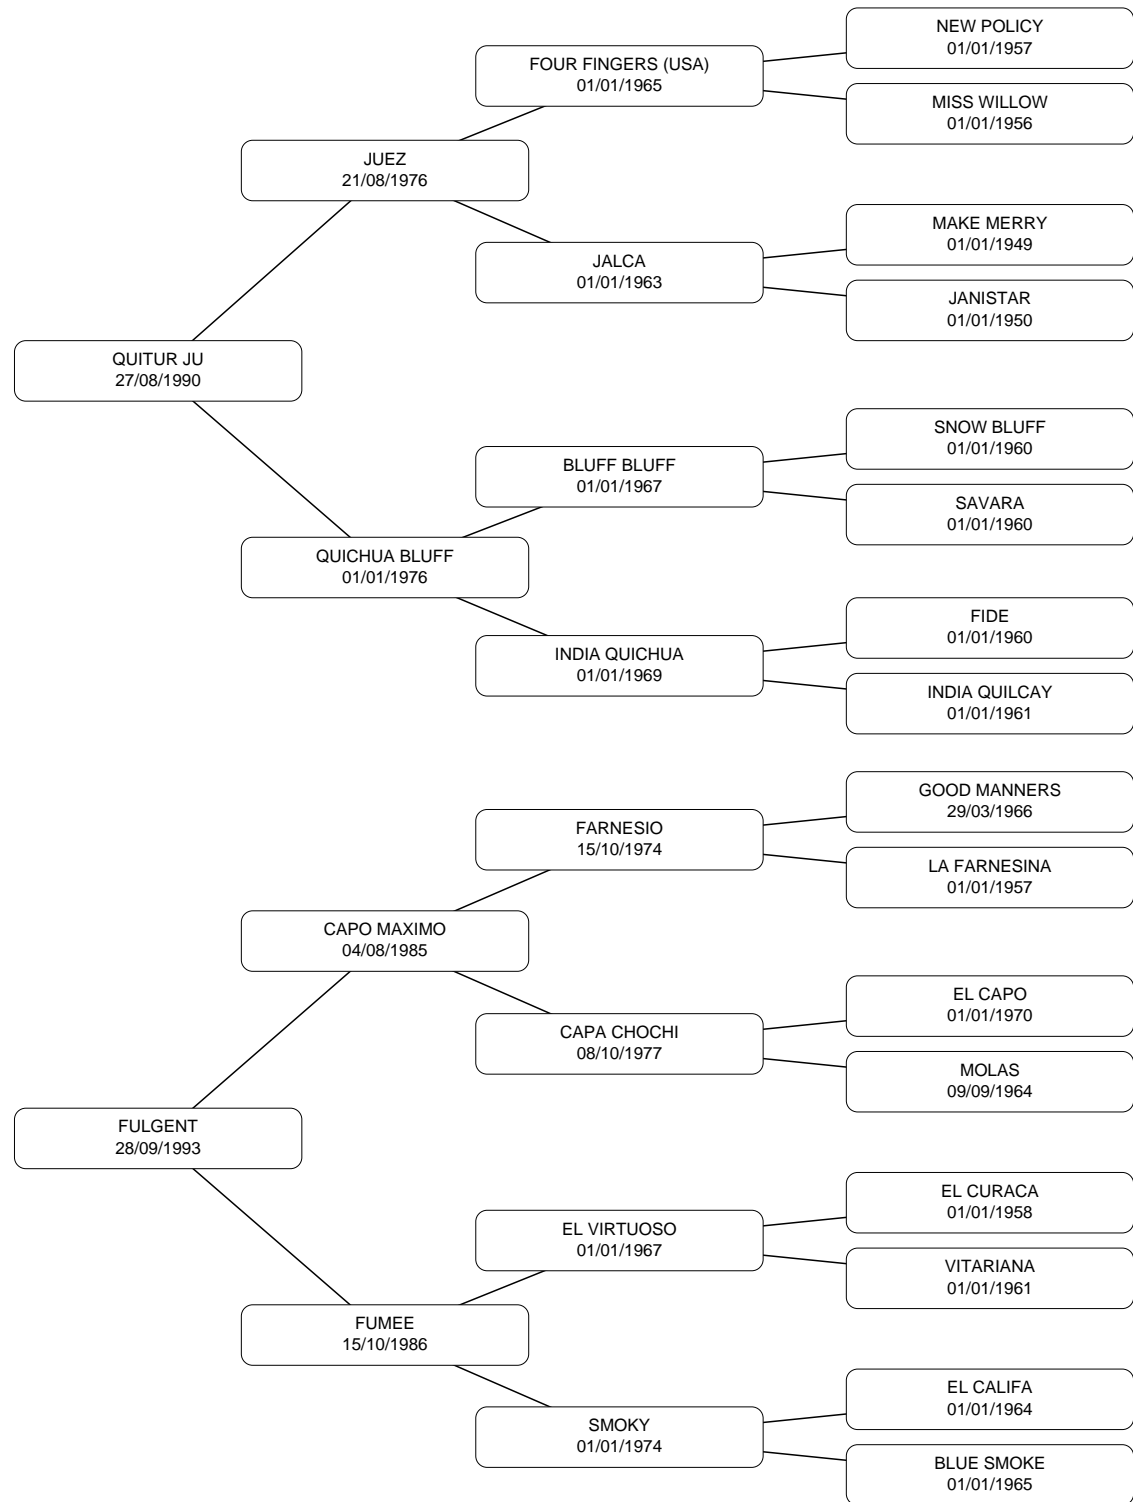 NEW POLICY
01/01/1957
FOUR FINGERS (USA)
01/01/1965
MISS WILLOW
01/01/1956
JUEZ
21/08/1976
MAKE MERRY
01/01/1949
JALCA
01/01/1963
JANISTAR
01/01/1950
QUITUR JU
27/08/1990
SNOW BLUFF
01/01/1960
BLUFF BLUFF
01/01/1967
SAVARA
01/01/1960
QUICHUA BLUFF
01/01/1976
FIDE
01/01/1960
INDIA QUICHUA
01/01/1969
INDIA QUILCAY
01/01/1961
GOOD MANNERS
29/03/1966
FARNESIO
15/10/1974
LA FARNESINA
01/01/1957
CAPO MAXIMO
04/08/1985
EL CAPO
01/01/1970
CAPA CHOCHI
08/10/1977
MOLAS
09/09/1964
FULGENT
28/09/1993
EL CURACA
01/01/1958
EL VIRTUOSO
01/01/1967
VITARIANA
01/01/1961
FUMEE
15/10/1986
EL CALIFA
01/01/1964
SMOKY
01/01/1974
BLUE SMOKE
01/01/1965